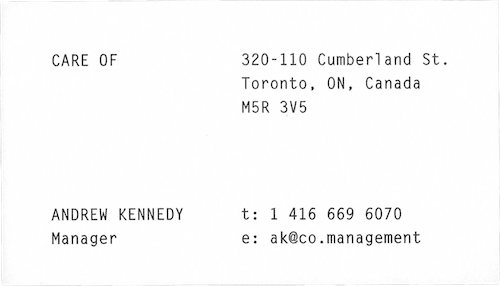 CARE OF
320-110 Cumberland St.
Toronto, ON, Canada
M5R 3V5
ANDREW KENNEDY
Manager
t: 1 416 669 6070
e: ak@co.management